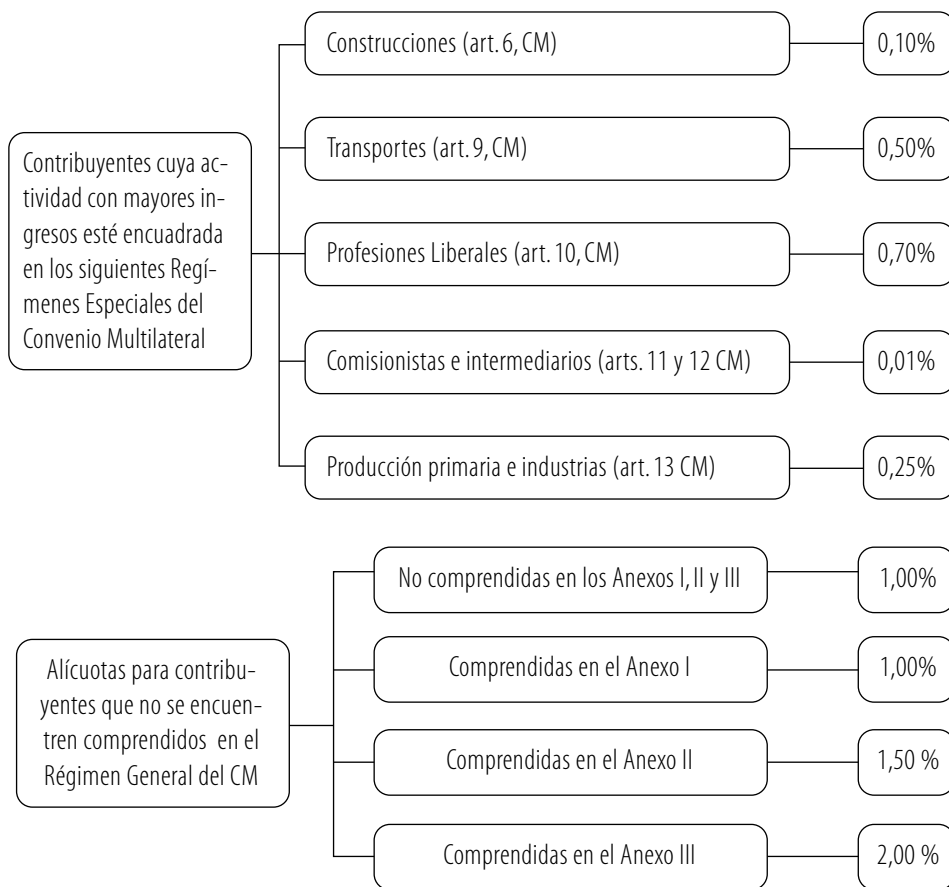 Contribuyentes cuya ac-
tividad con mayores in-
gresos esté encuadrada
en los siguientes Regí-
menes Especiales del
Convenio Multilateral
Construcciones (art. 6, CM)
0,10%
Transportes (art. 9, CM)
0,50%
Profesiones Liberales (art. 10, CM)
0,70%
Comisionistas e intermediarios (arts. 11 y 12 CM)
0,01%
Producción primaria e industrias (art. 13 CM)
0,25%
Alícuotas para contribu-
yentes que no se encuen-
tren comprendidos en el
Régimen General del CM
No comprendidas en los Anexos I, II y III
1,00%
Comprendidas en el Anexo I
1,00%
Comprendidas en el Anexo II
1,50 %
Comprendidas en el Anexo III
2,00 %